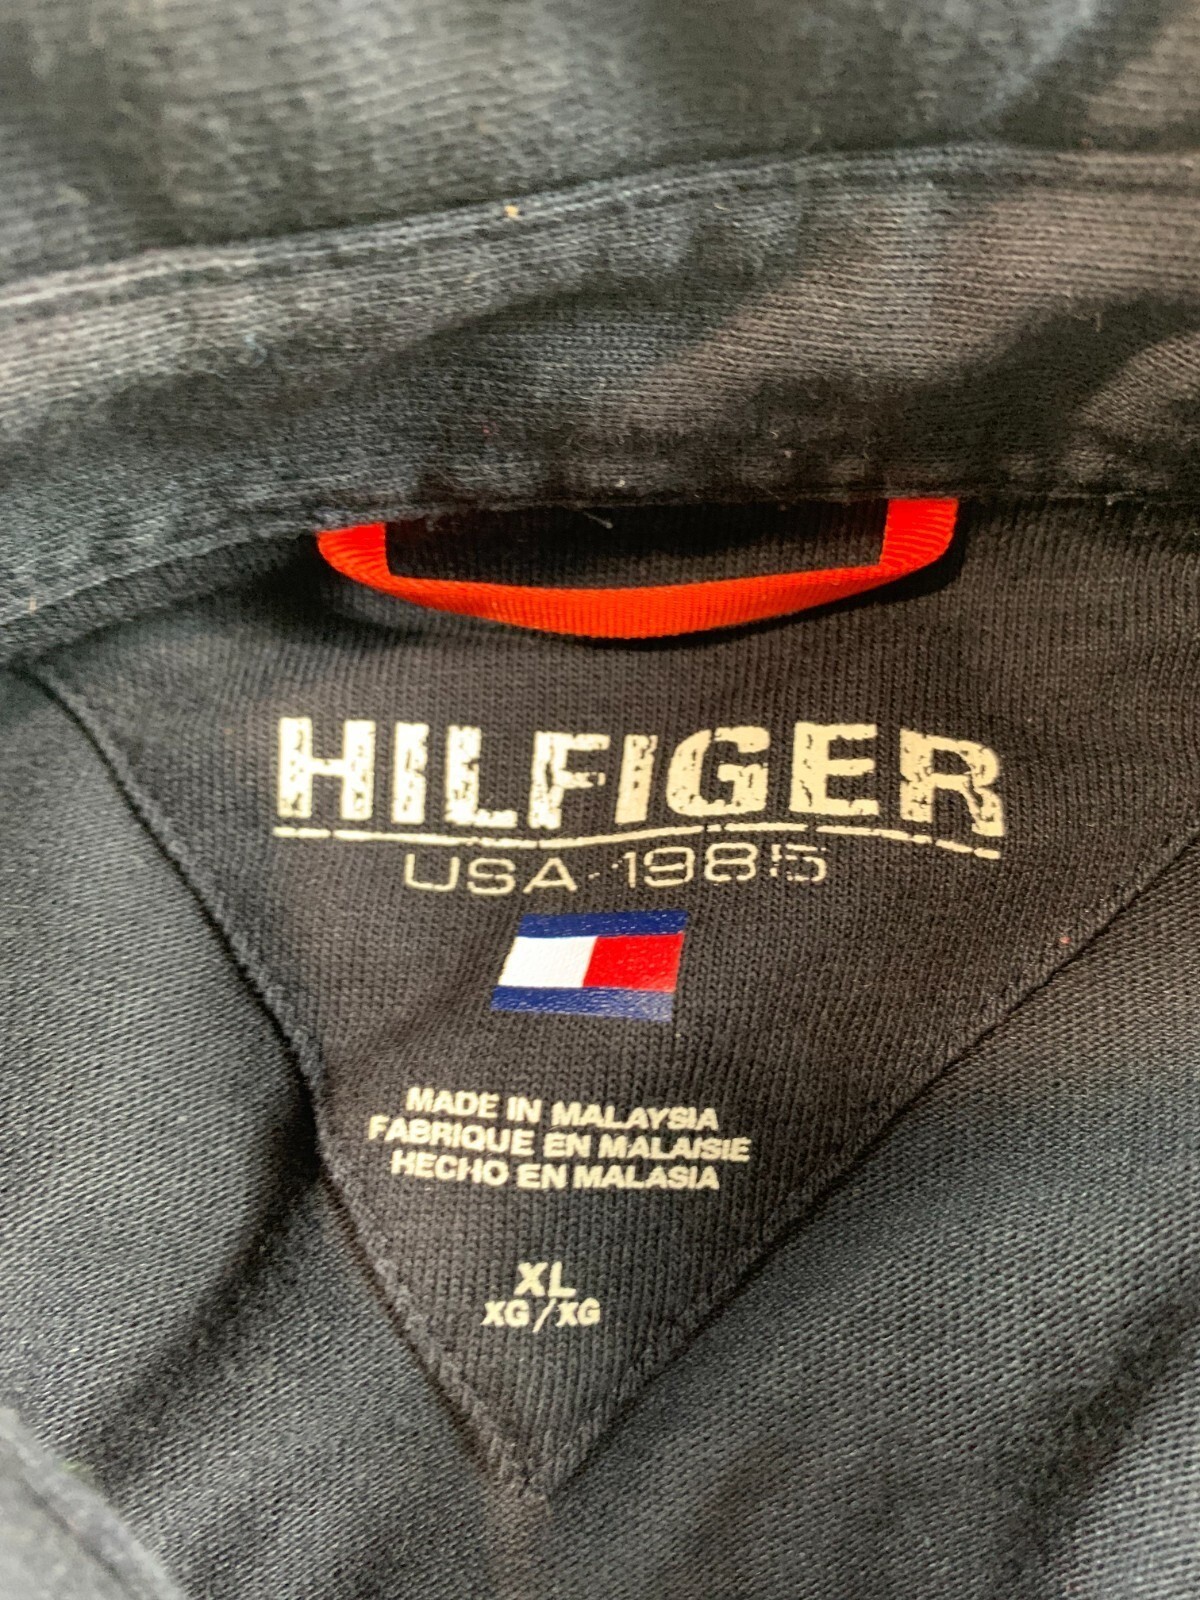 HILFIGER
USA-1985
MADE IN MALAYSIA
FABRIQUE EN MALAISIE
HECHO EN MALASIA
XL
XG/XG